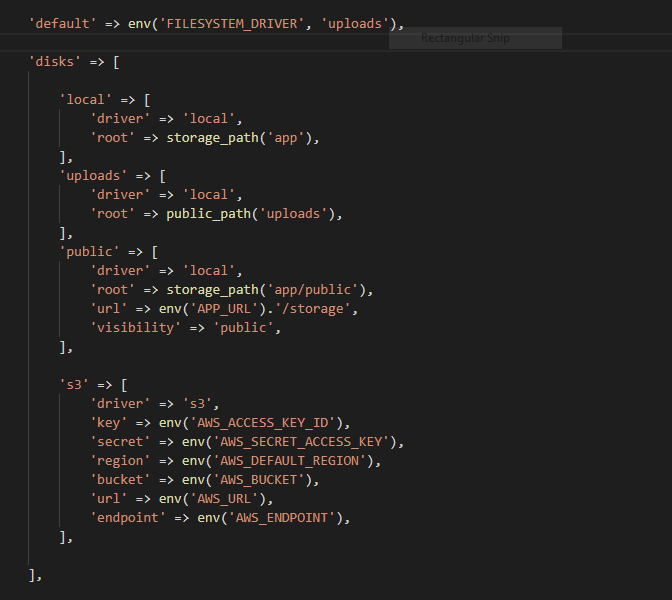 'default' => env('FILESYSTEM_DRIVER', 'uploads'),
Rectangular Snip
'disks' => [
'local' => [
'driver' => 'local',
'root' => storage_path('app'),
],
'uploads' => [
'driver' => 'local',
'root' => public_path('uploads'),
],
'public' => [
'driver' => 'local',
'root' => storage_path('app/public'),
'url' => env('APP_URL').'/storage',
'visibility' => 'public',
],
's3' => [
'driver' => 's3',
'key' => env('AWS_ACCESS_KEY_ID'),
'secret' => env('AWS_SECRET_ACCESS_KEY'),
'region' => env('AWS_DEFAULT_REGION'),
'bucket' => env('AWS_BUCKET'),
'url' => env('AWS_URL'),
'endpoint' => env('AWS_ENDPOINT'),
],
],